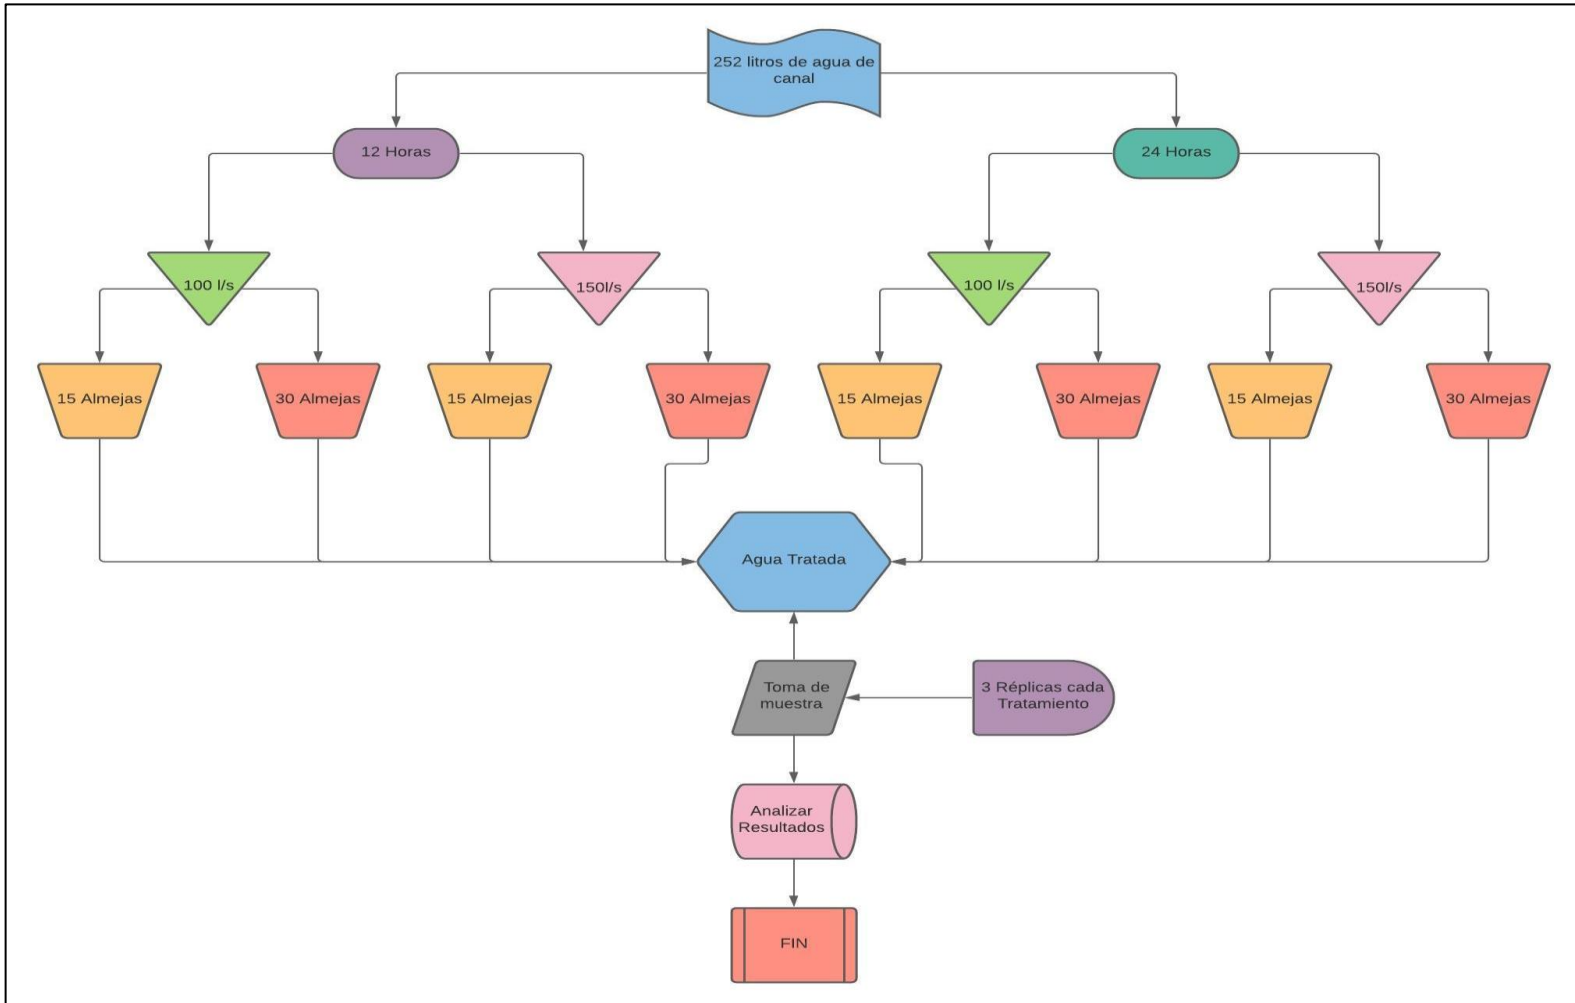 252 litros de agua de
canal
12 Horas
24 Horas
100 l/s
150l/s
100 l/s
150l/s
15 Almejas
30 Almejas
15 Almejas
30 Almejas
15 Almejas
30 Almejas
15 Almejas
30 Almejas
Agua Tratada
Toma de
muestra
3 Réplicas cada
Tratamiento
Analizar
Resultados
FIN